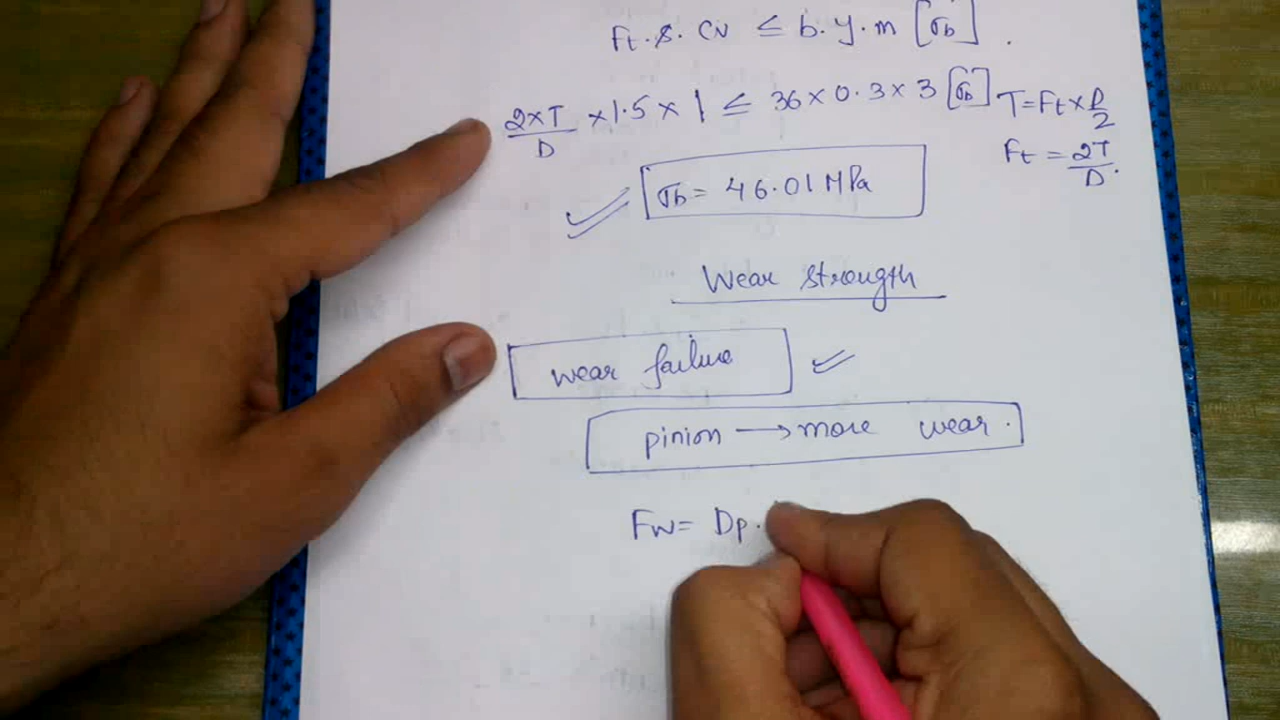 Ft . s . Cv ≤ b . y . m [σb] .
2×T/D × 1.5 × 1 ≤ 36 × 0.3 × 3 [σb]
T = Ft × D/2
Ft = 2T/D .
σb = 46.01 MPa
Wear strength
wear failure
pinion → more wear .
Fw = Dp .